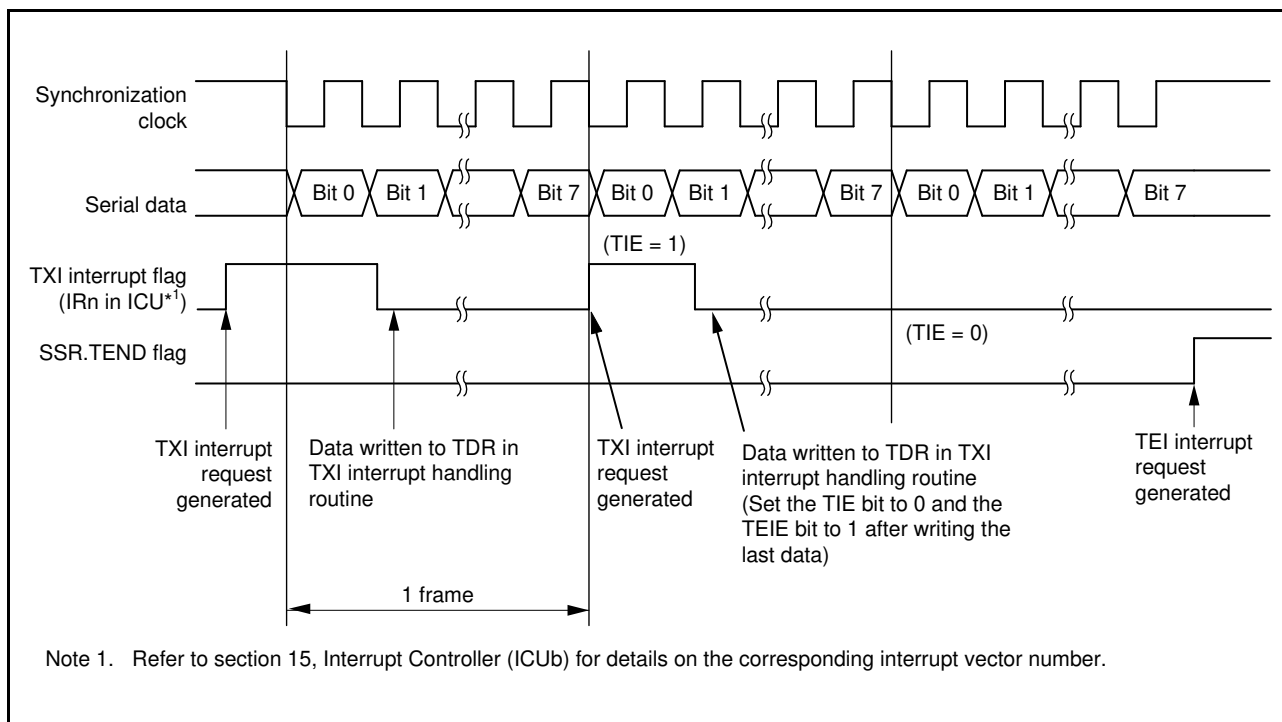 Synchronization
clock
Serial data
Bit 0 Bit 1 Bit 7 Bit 0 Bit 1 Bit 7 Bit 0 Bit 1 Bit 7
(TIE = 1)
TXI interrupt flag
(IRn in ICU*1)
(TIE = 0)
SSR.TEND flag
TXI interrupt
request
generated
Data written to TDR in
TXI interrupt handling
routine
TXI interrupt
request
generated
Data written to TDR in TXI
interrupt handling routine
(Set the TIE bit to 0 and the
TEIE bit to 1 after writing the
last data)
TEI interrupt
request
generated
1 frame
Note 1. Refer to section 15, Interrupt Controller (ICUb) for details on the corresponding interrupt vector number.